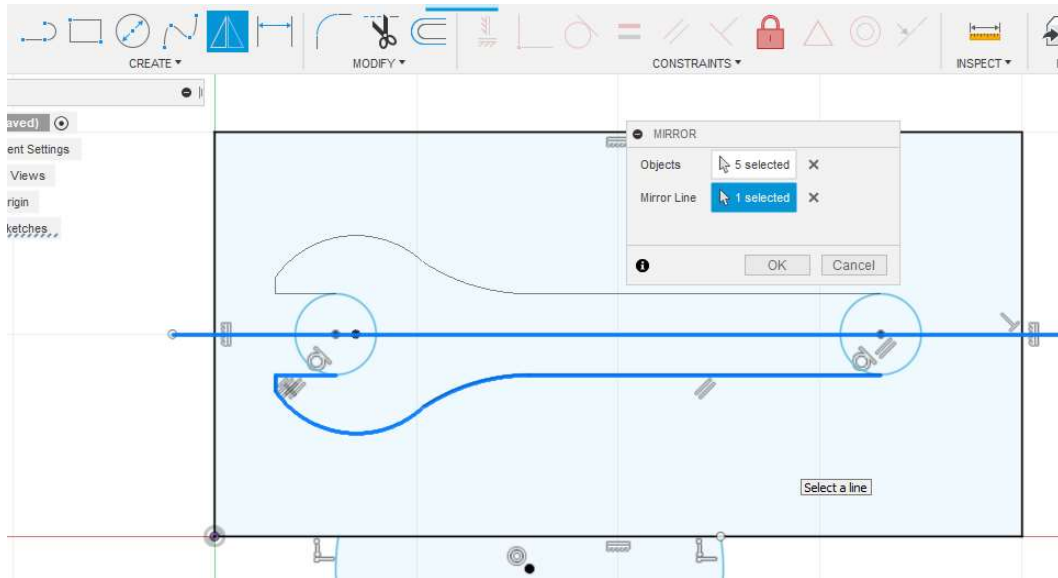 CREATE ▾
MODIFY ▾
CONSTRAINTS ▾
INSPECT ▾
aved)
ent Settings
Views
rigin
ketches
MIRROR
Objects 5 selected
Mirror Line 1 selected
OK Cancel
Select a line